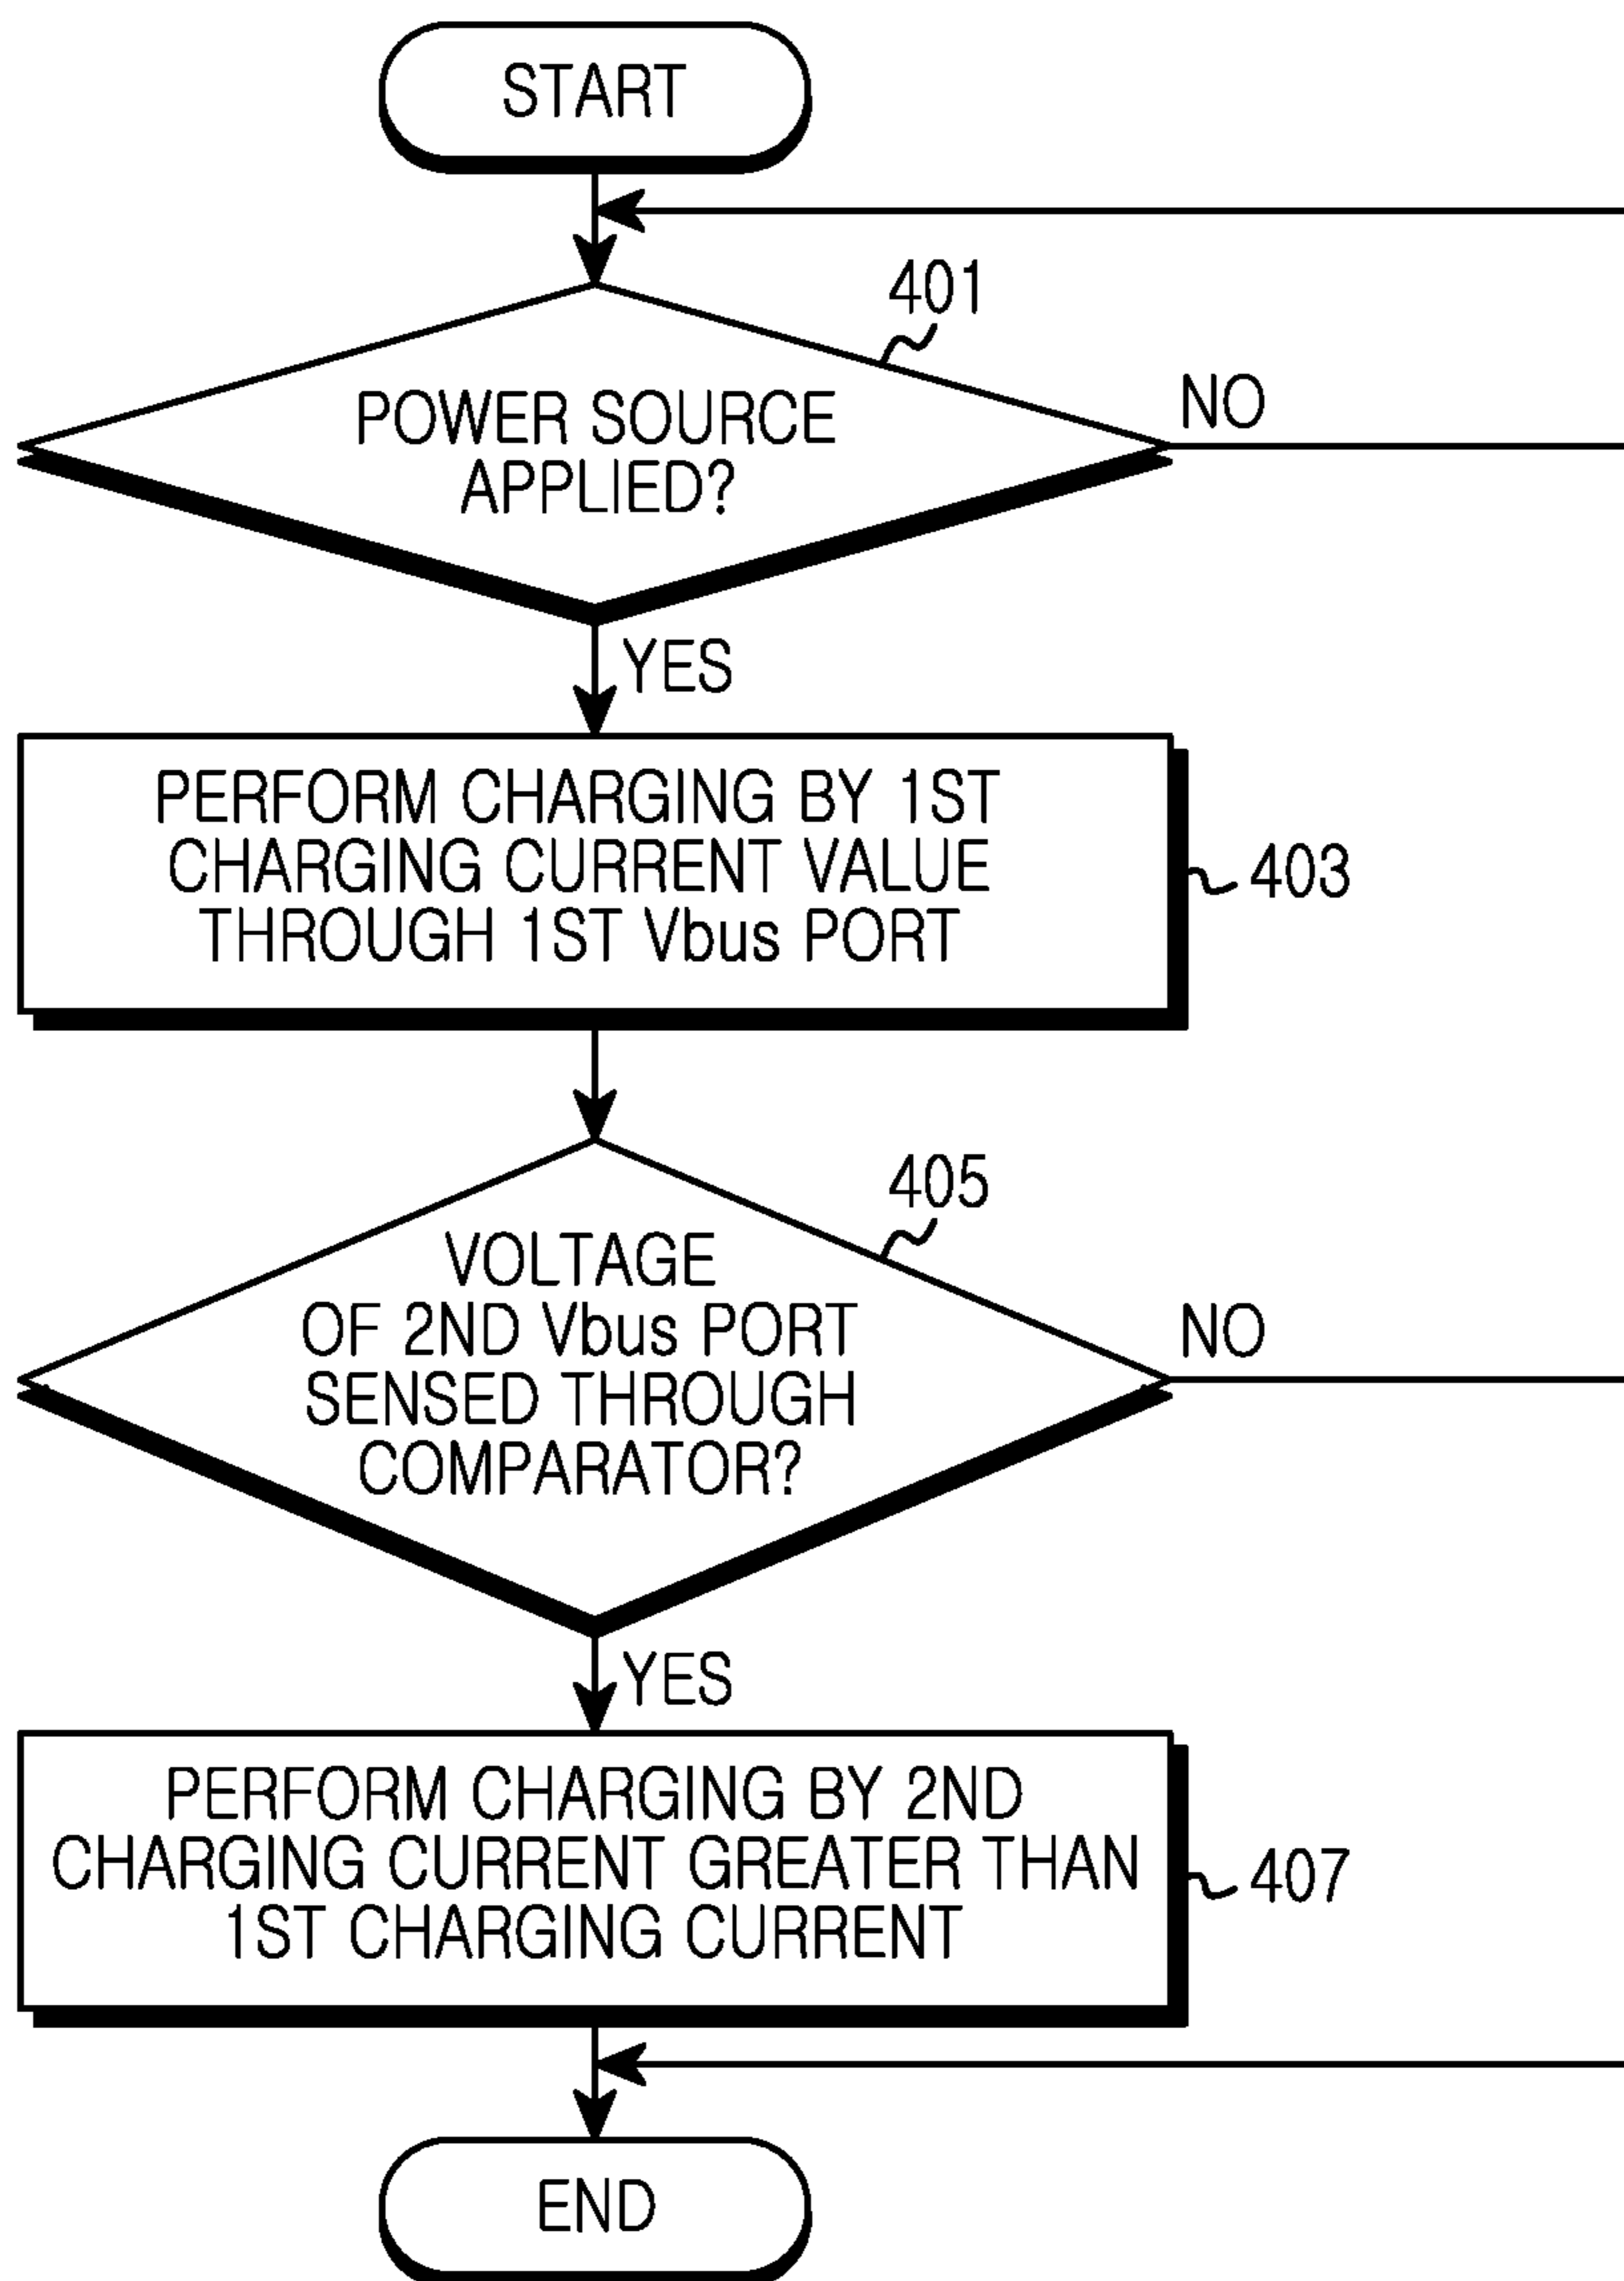 START
401
POWER SOURCE
APPLIED?
NO
YES
PERFORM CHARGING BY 1ST
CHARGING CURRENT VALUE
THROUGH 1ST Vbus PORT
403
405
VOLTAGE
OF 2ND Vbus PORT
SENSED THROUGH
COMPARATOR?
NO
YES
PERFORM CHARGING BY 2ND
CHARGING CURRENT GREATER THAN
1ST CHARGING CURRENT
407
END